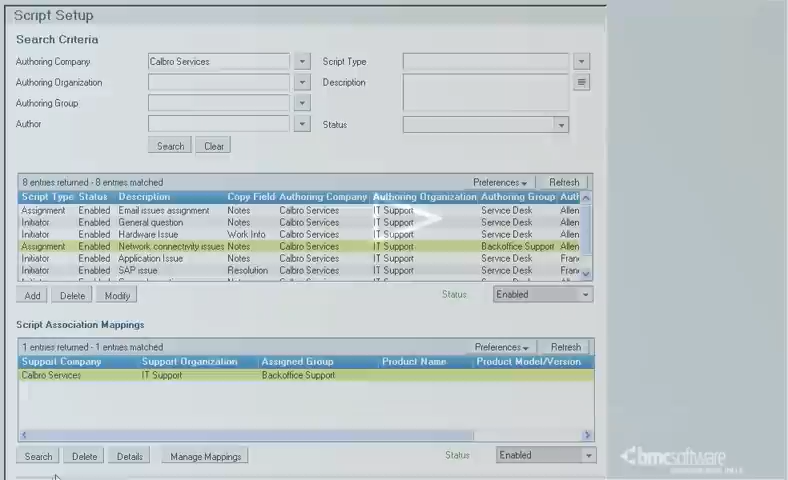 Script Setup
Search Criteria
Authoring Company Calbro Services Script Type
Authoring Organization Description
Authoring Group
Author Status
Search Clear
8 entries returned - 8 entries matched Preferences Refresh
Script Type Status Description Copy Field Authoring Company Authoring Organization Authoring Group Auth
Assignment Enabled Email issues assignment Notes Calbro Services IT Support Service Desk Allen
Initiator Enabled General question Notes Calbro Services IT Support Service Desk Allen
Initiator Enabled Hardware Issue Work Info Calbro Services IT Support Service Desk Allen
Assignment Enabled Network connectivity issues Notes Calbro Services IT Support Backoffice Support Allen
Initiator Enabled Application Issue Notes Calbro Services IT Support Service Desk Franc
Initiator Enabled SAP issue Resolution Calbro Services IT Support Service Desk Franc
Add Delete Modify Status Enabled
Script Association Mappings
1 entries returned - 1 entries matched Preferences Refresh
Support Company Support Organization Assigned Group Product Name Product Model/Version
Calbro Services IT Support Backoffice Support
Search Delete Details Manage Mappings Status Enabled
bmcsoftware